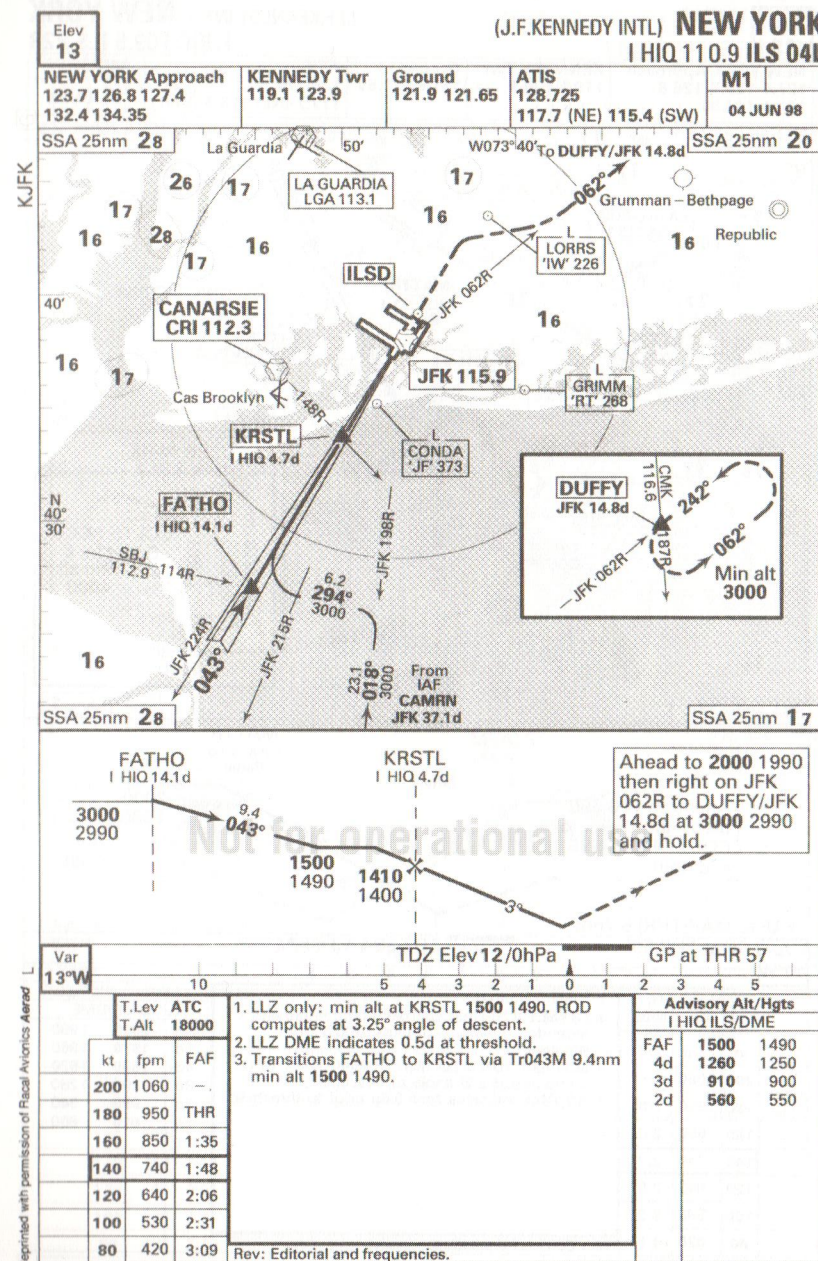 Elev
13
(J.F.KENNEDY INTL) NEW YORK
I HIQ 110.9 ILS 04L
NEW YORK Approach
123.7 126.8 127.4
132.4 134.35
KENNEDY Twr
119.1 123.9
Ground
121.9 121.65
ATIS
128.725
117.7 (NE) 115.4 (SW)
M1
04 JUN 98
KJFK
SSA 25nm 28
La Guardia
50'
W073° 40'
To DUFFY/JFK 14.8d
SSA 25nm 20
LA GUARDIA
LGA 113.1
062°
Grumman – Bethpage
Republic
26
17
17
17
16
28
17
16
16
16
L
LORRS
'IW' 226
ILSD
JFK 062R
40'
CANARSIE
CRI 112.3
16
JFK 115.9
16
17
Cas Brooklyn
148R
L
GRIMM
'RT' 268
KRSTL
I HIQ 4.7d
L
CONDA
'JF' 373
N
40°
30'
FATHO
I HIQ 14.1d
JFK 198R
SBJ
112.9 114R
6.2
294°
3000
JFK 224R
043°
JFK 215R
23.1
018°
3000
From
IAF
CAMRN
JFK 37.1d
16
DUFFY
JFK 14.8d
CMK
116.6
242°
062°
187R
JFK 062R
Min alt
3000
SSA 25nm 28
SSA 25nm 17
FATHO
I HIQ 14.1d
KRSTL
I HIQ 4.7d
Ahead to 2000 1990
then right on JFK
062R to DUFFY/JFK
14.8d at 3000 2990
and hold.
3000
2990
9.4
043°
Not for operational use
1500
1490
1410
1400
3°
Var
13°W
TDZ Elev 12/0hPa
GP at THR 57
10 5 4 3 2 1 0 1 2 3 4 5
T.Lev ATC
T.Alt 18000
kt fpm FAF
200 1060 –
180 950 THR
160 850 1:35
140 740 1:48
120 640 2:06
100 530 2:31
80 420 3:09
1. LLZ only: min alt at KRSTL 1500 1490. ROD
computes at 3.25° angle of descent.
2. LLZ DME indicates 0.5d at threshold.
3. Transitions FATHO to KRSTL via Tr043M 9.4nm
min alt 1500 1490.
Rev: Editorial and frequencies.
Advisory Alt/Hgts
I HIQ ILS/DME
FAF 1500 1490
4d 1260 1250
3d 910 900
2d 560 550
eprinted with permission of Racal Avionics Aerad L